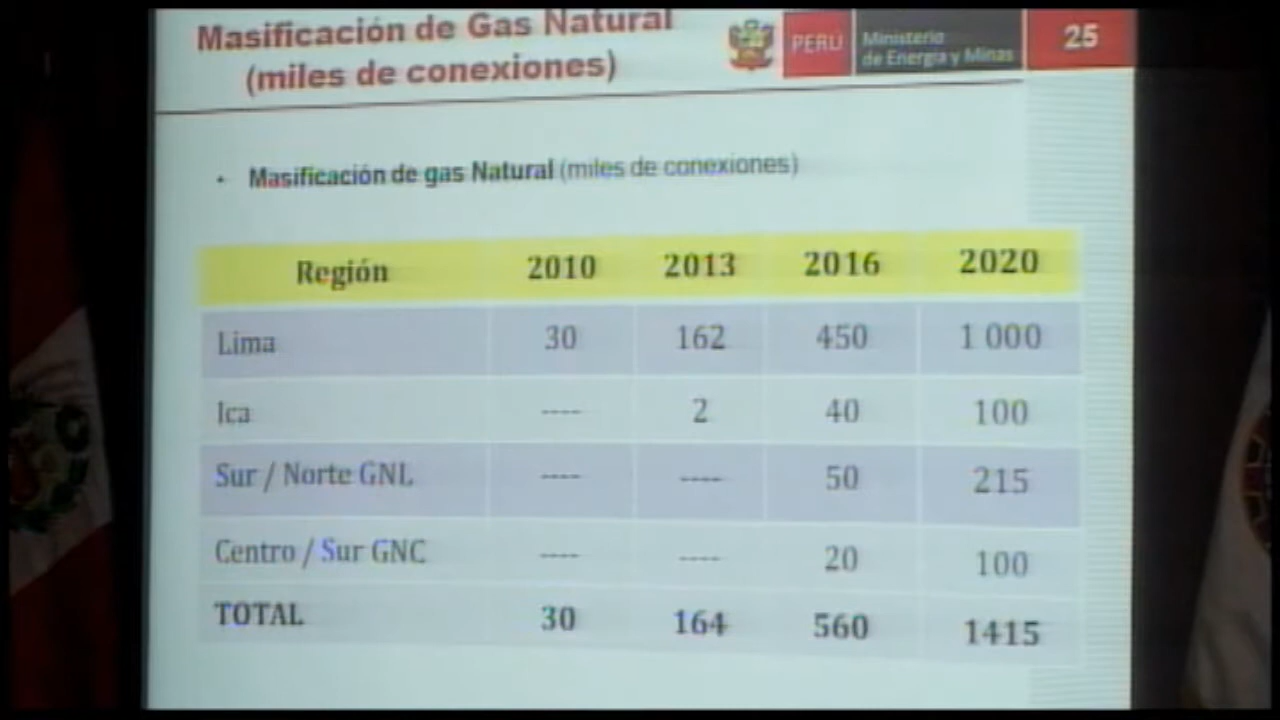 Masificación de Gas Natural
(miles de conexiones)
PERÚ
Ministerio
de Energía y Minas
25
• Masificación de gas Natural (miles de conexiones)
Región 2010 2013 2016 2020
Lima 30 162 450 1 000
Ica ---- 2 40 100
Sur / Norte GNL ---- ---- 50 215
Centro / Sur GNC ---- ---- 20 100
TOTAL 30 164 560 1415